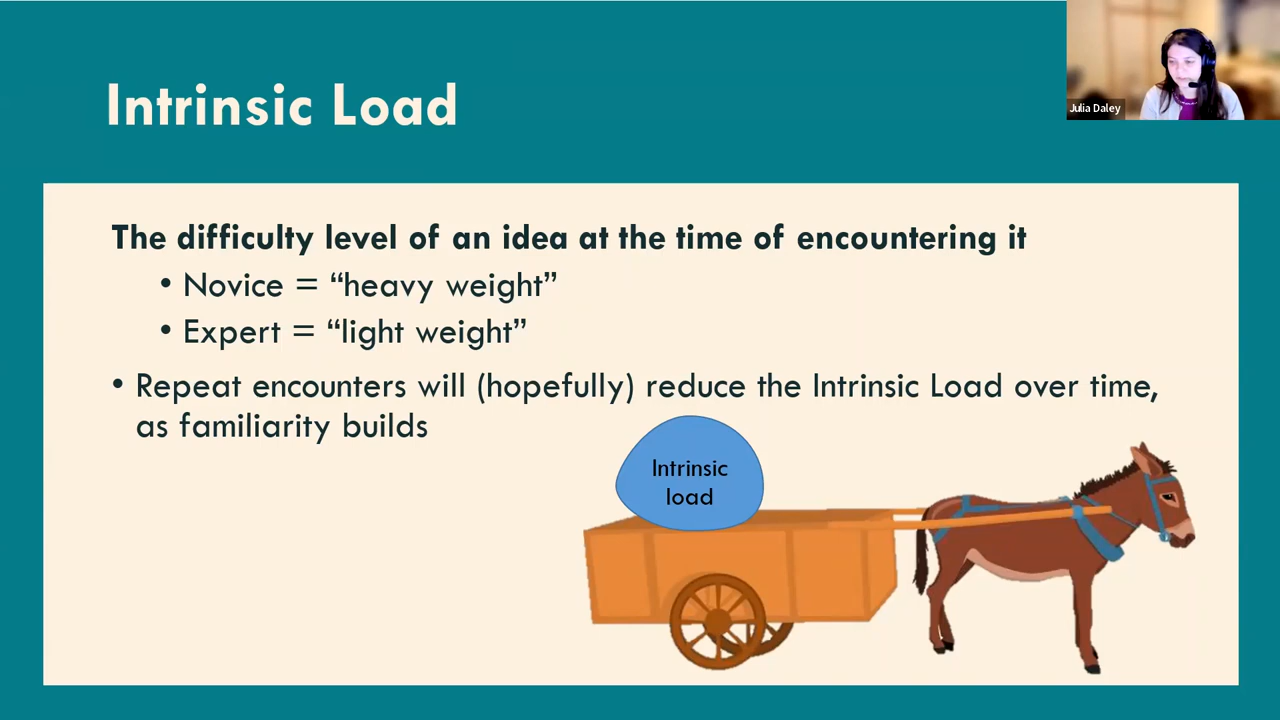 Intrinsic Load
Julia Daley
The difficulty level of an idea at the time of encountering it
• Novice = “heavy weight”
• Expert = “light weight”
• Repeat encounters will (hopefully) reduce the Intrinsic Load over time,
as familiarity builds
Intrinsic
load